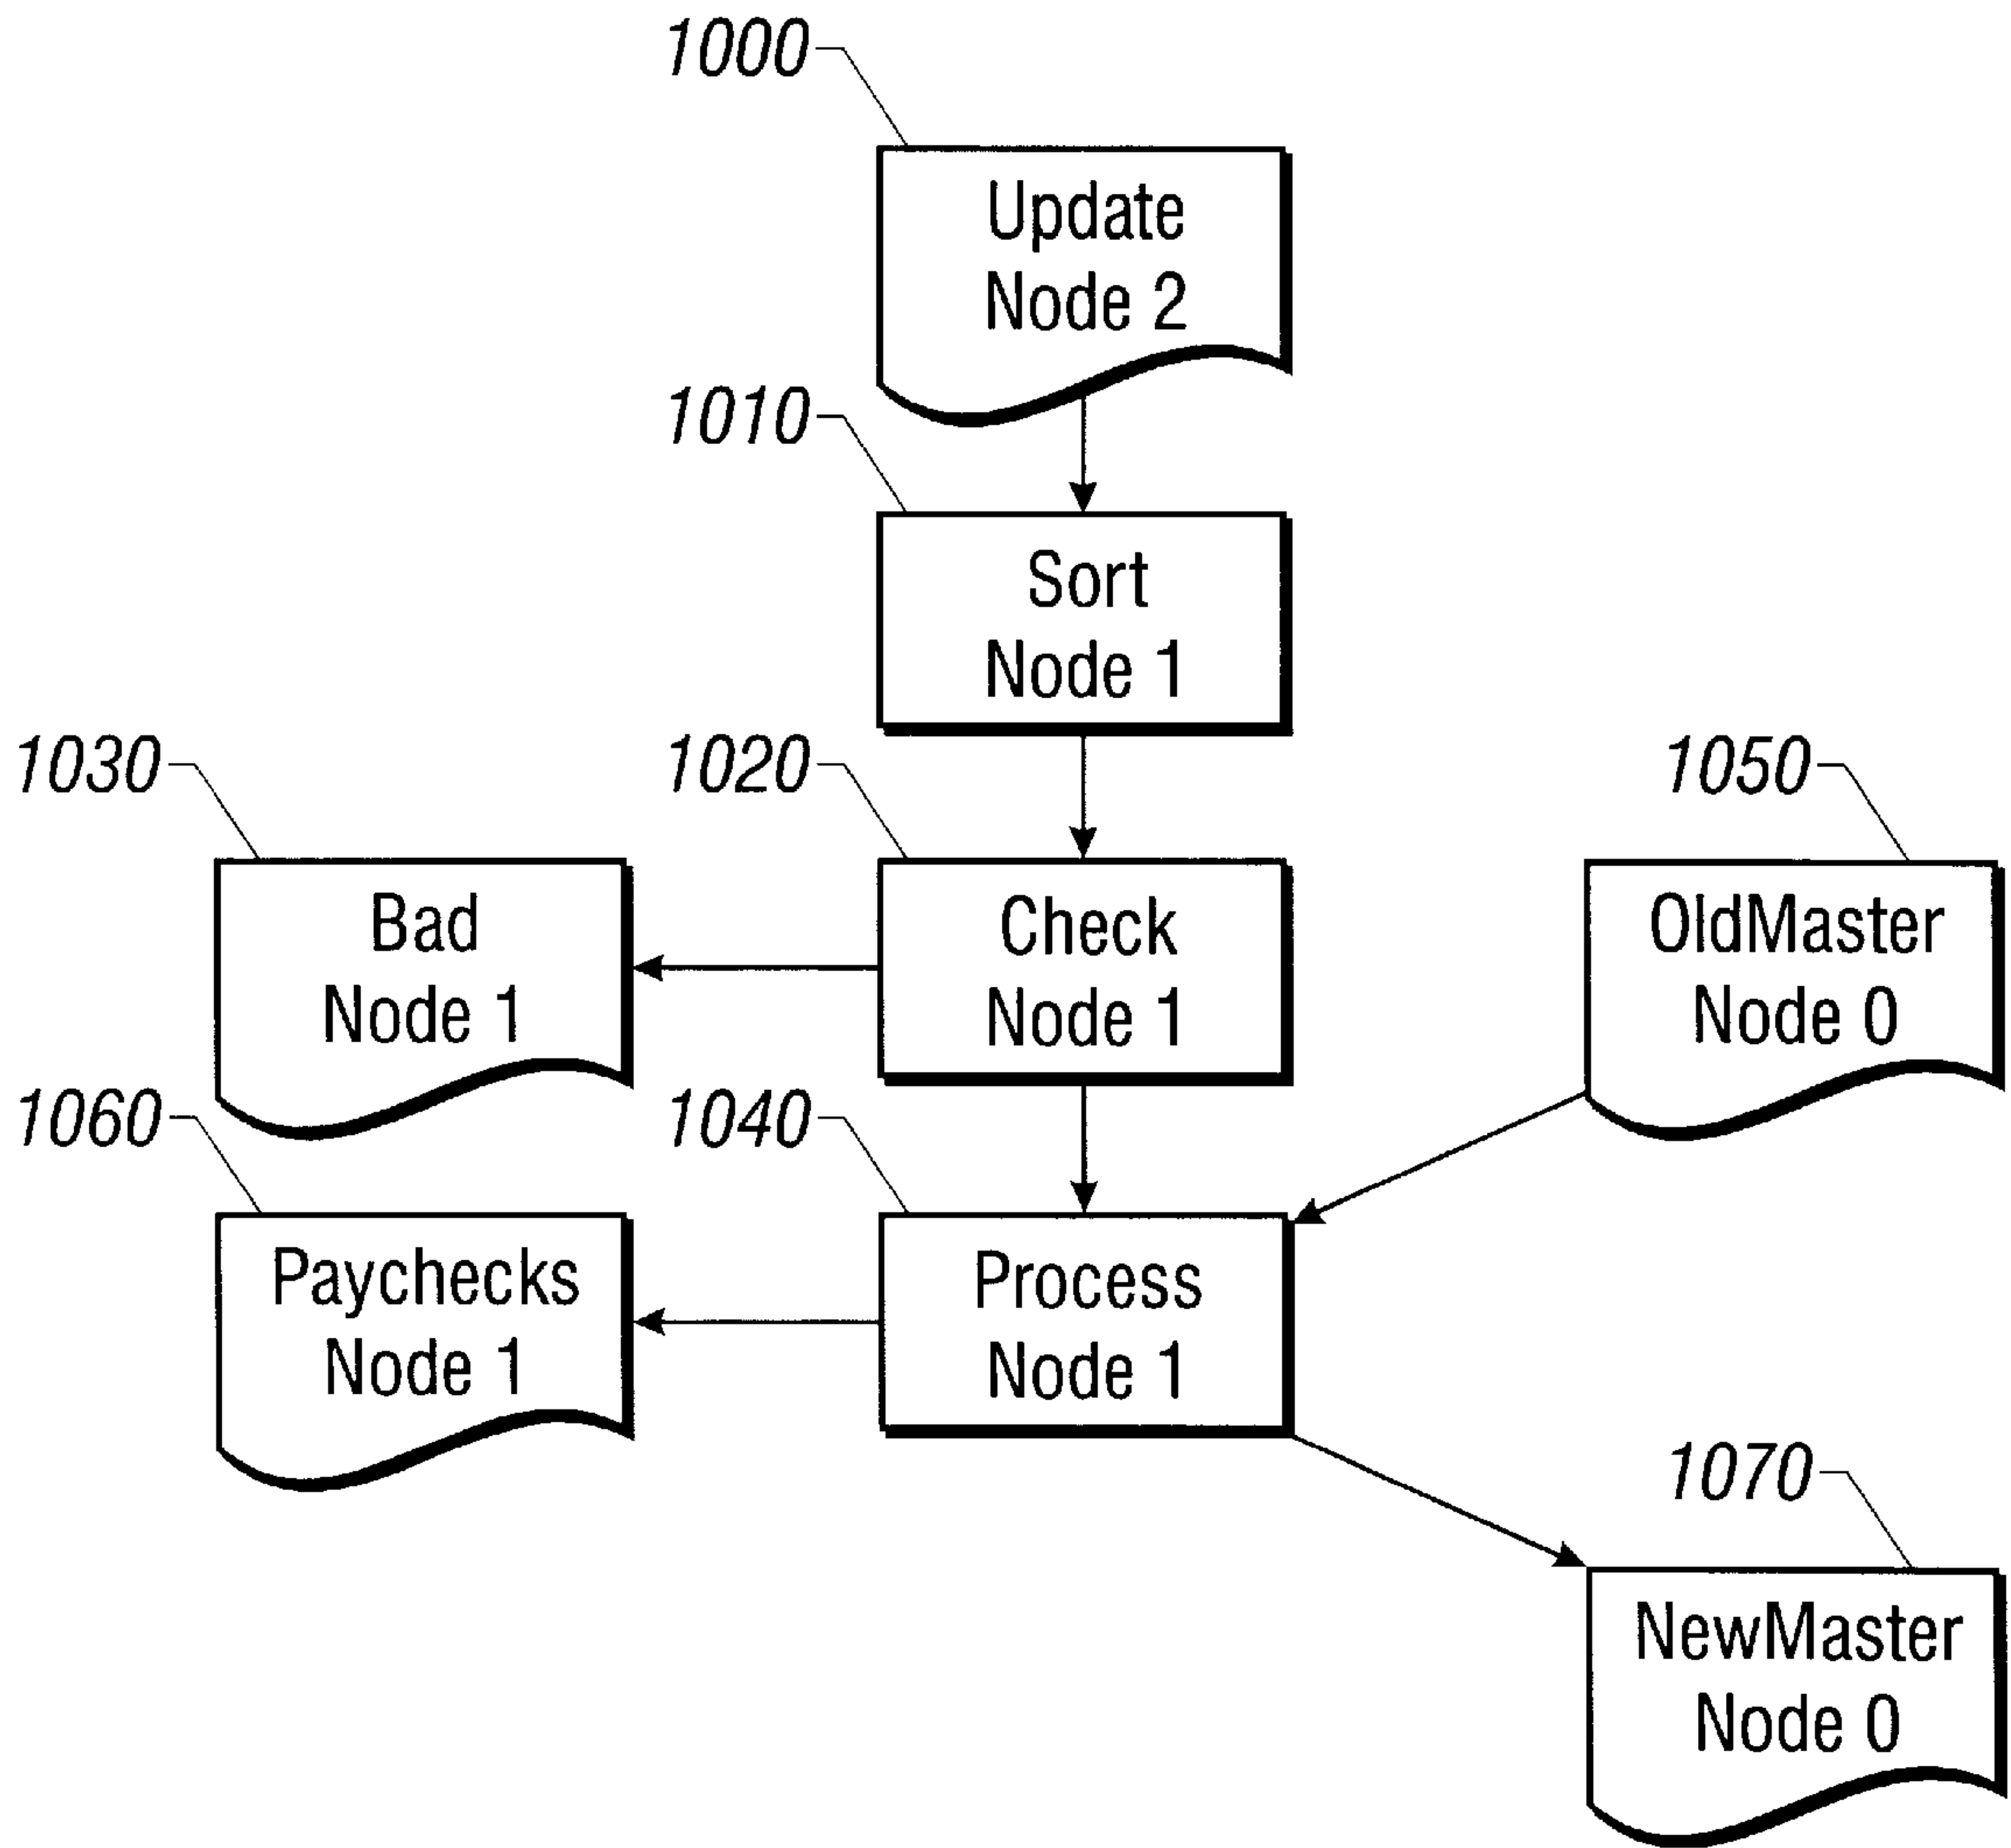 1000
Update
Node 2
1010
Sort
Node 1
1030
1020
1050
Bad
Node 1
Check
Node 1
OldMaster
Node 0
1060
1040
Paychecks
Node 1
Process
Node 1
1070
NewMaster
Node 0